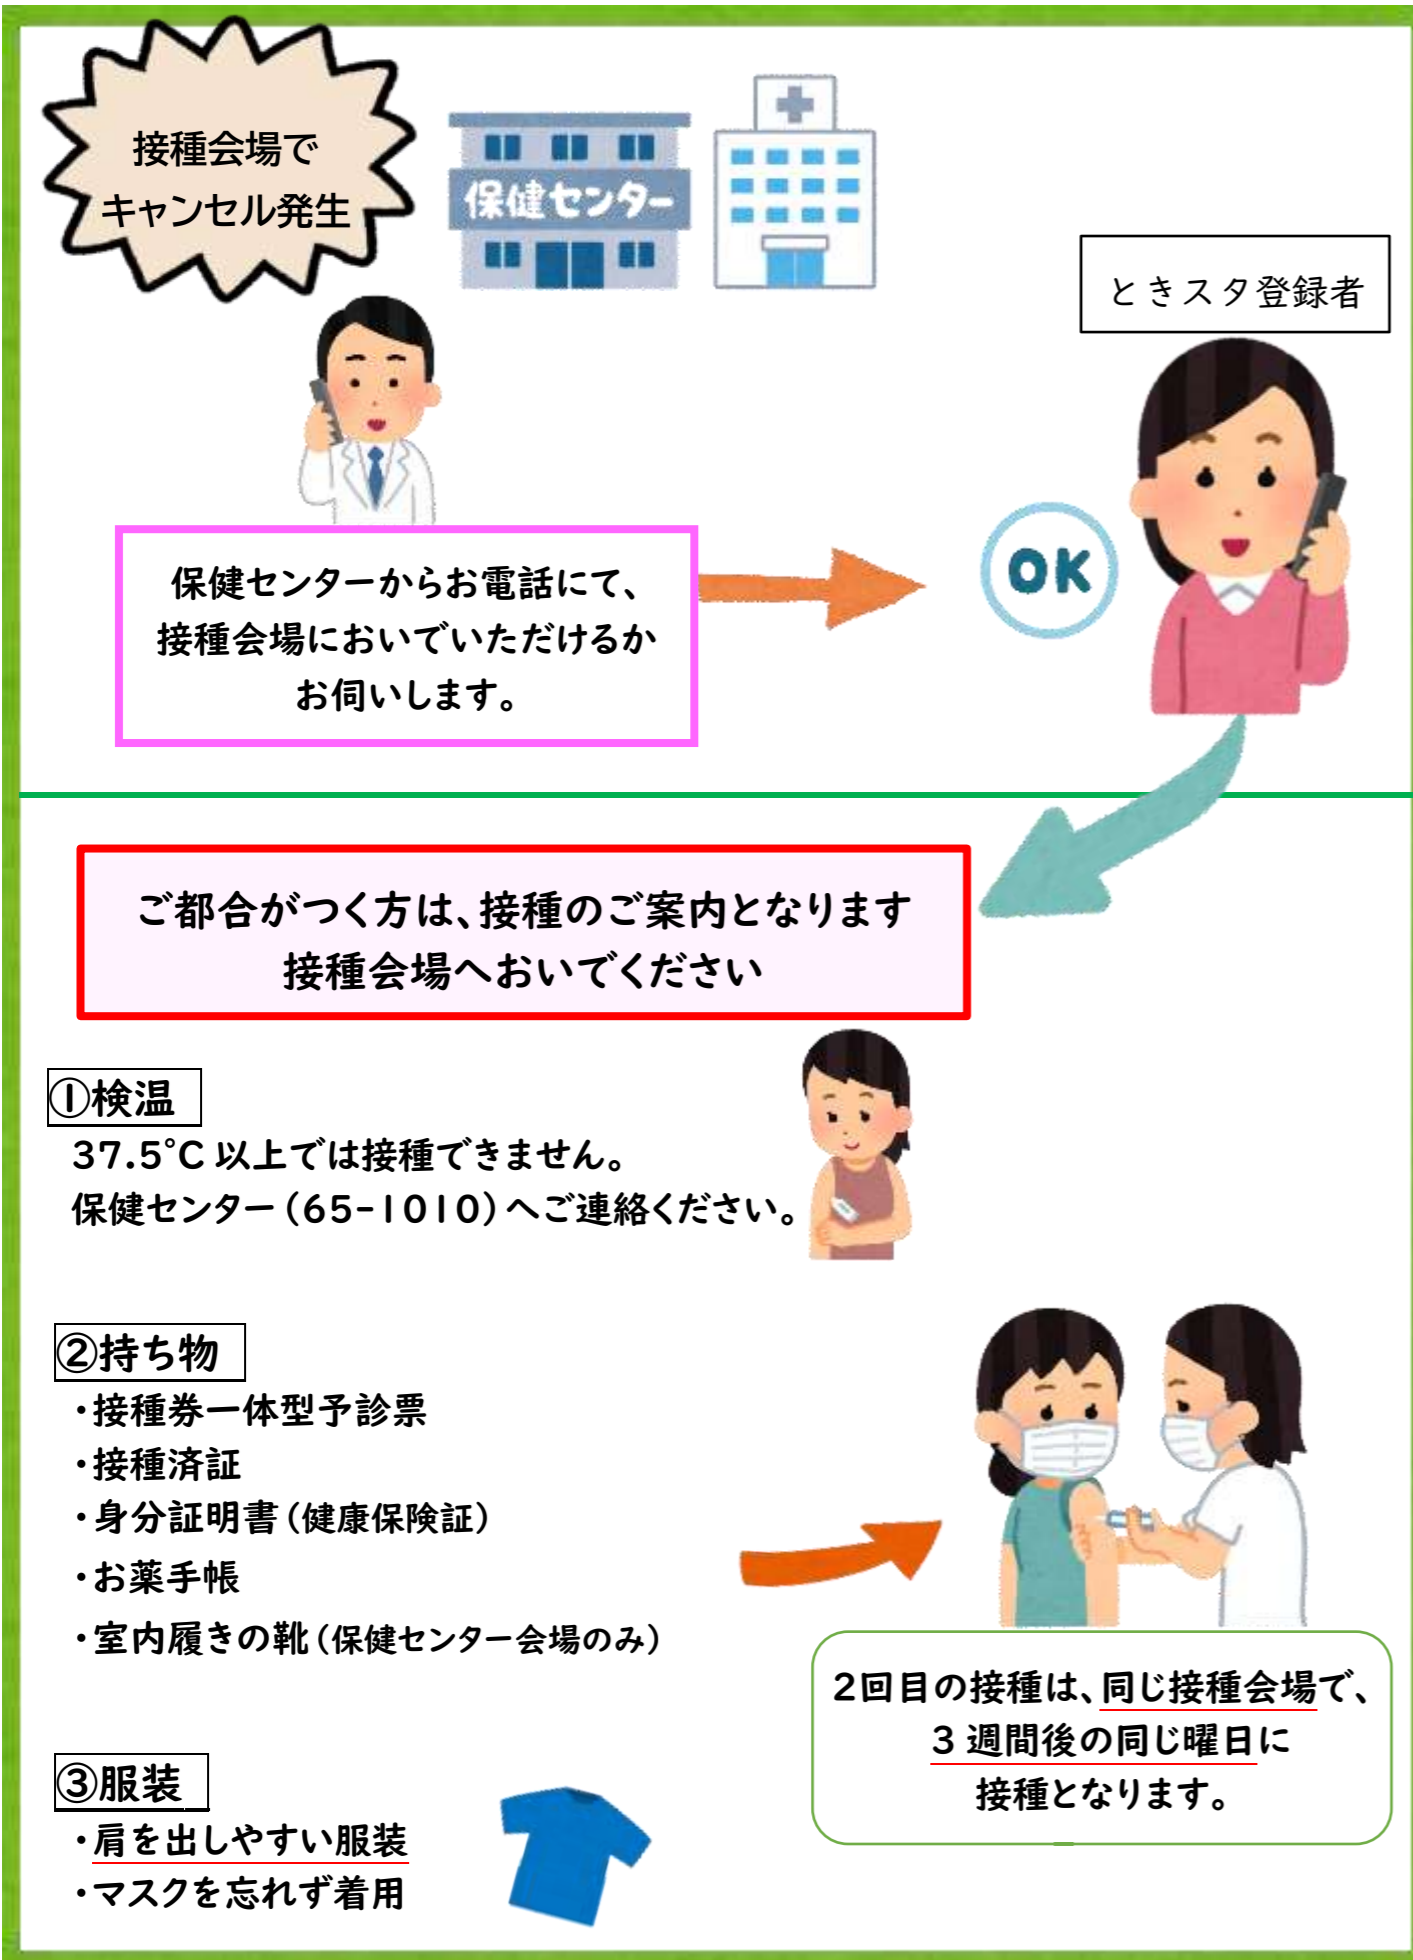 接種会場で
キャンセル発生
保健センター
ときスタ登録者
OK
保健センターからお電話にて、
接種会場においでいただけるか
お伺いします。
ご都合がつく方は、接種のご案内となります
接種会場へおいでください
①検温
37.5℃以上では接種できません。
保健センター(65-1010)へご連絡ください。
②持ち物
・接種券一体型予診票
・接種済証
・身分証明書(健康保険証)
・お薬手帳
・室内履きの靴(保健センター会場のみ)
2回目の接種は、同じ接種会場で、
3週間後の同じ曜日に
接種となります。
③服装
・肩を出しやすい服装
・マスクを忘れず着用